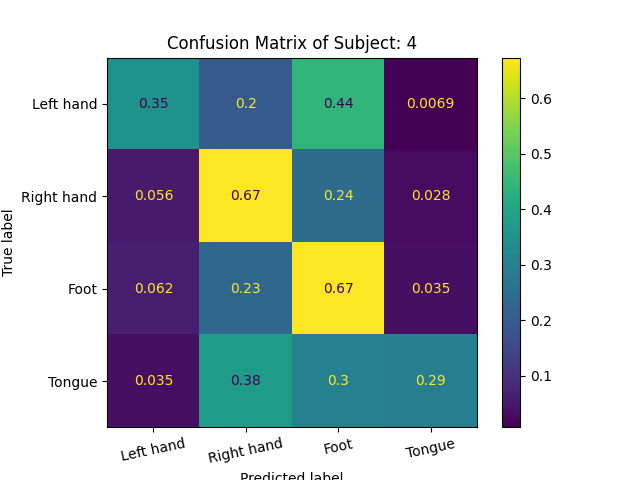 Confusion Matrix of Subject: 4
Left hand 0.35 0.2 0.44 0.0069
Right hand 0.056 0.67 0.24 0.028
Foot 0.062 0.23 0.67 0.035
Tongue 0.035 0.38 0.3 0.29
Left hand Right hand Foot Tongue
Predicted label
True label
0.6
0.5
0.4
0.3
0.2
0.1